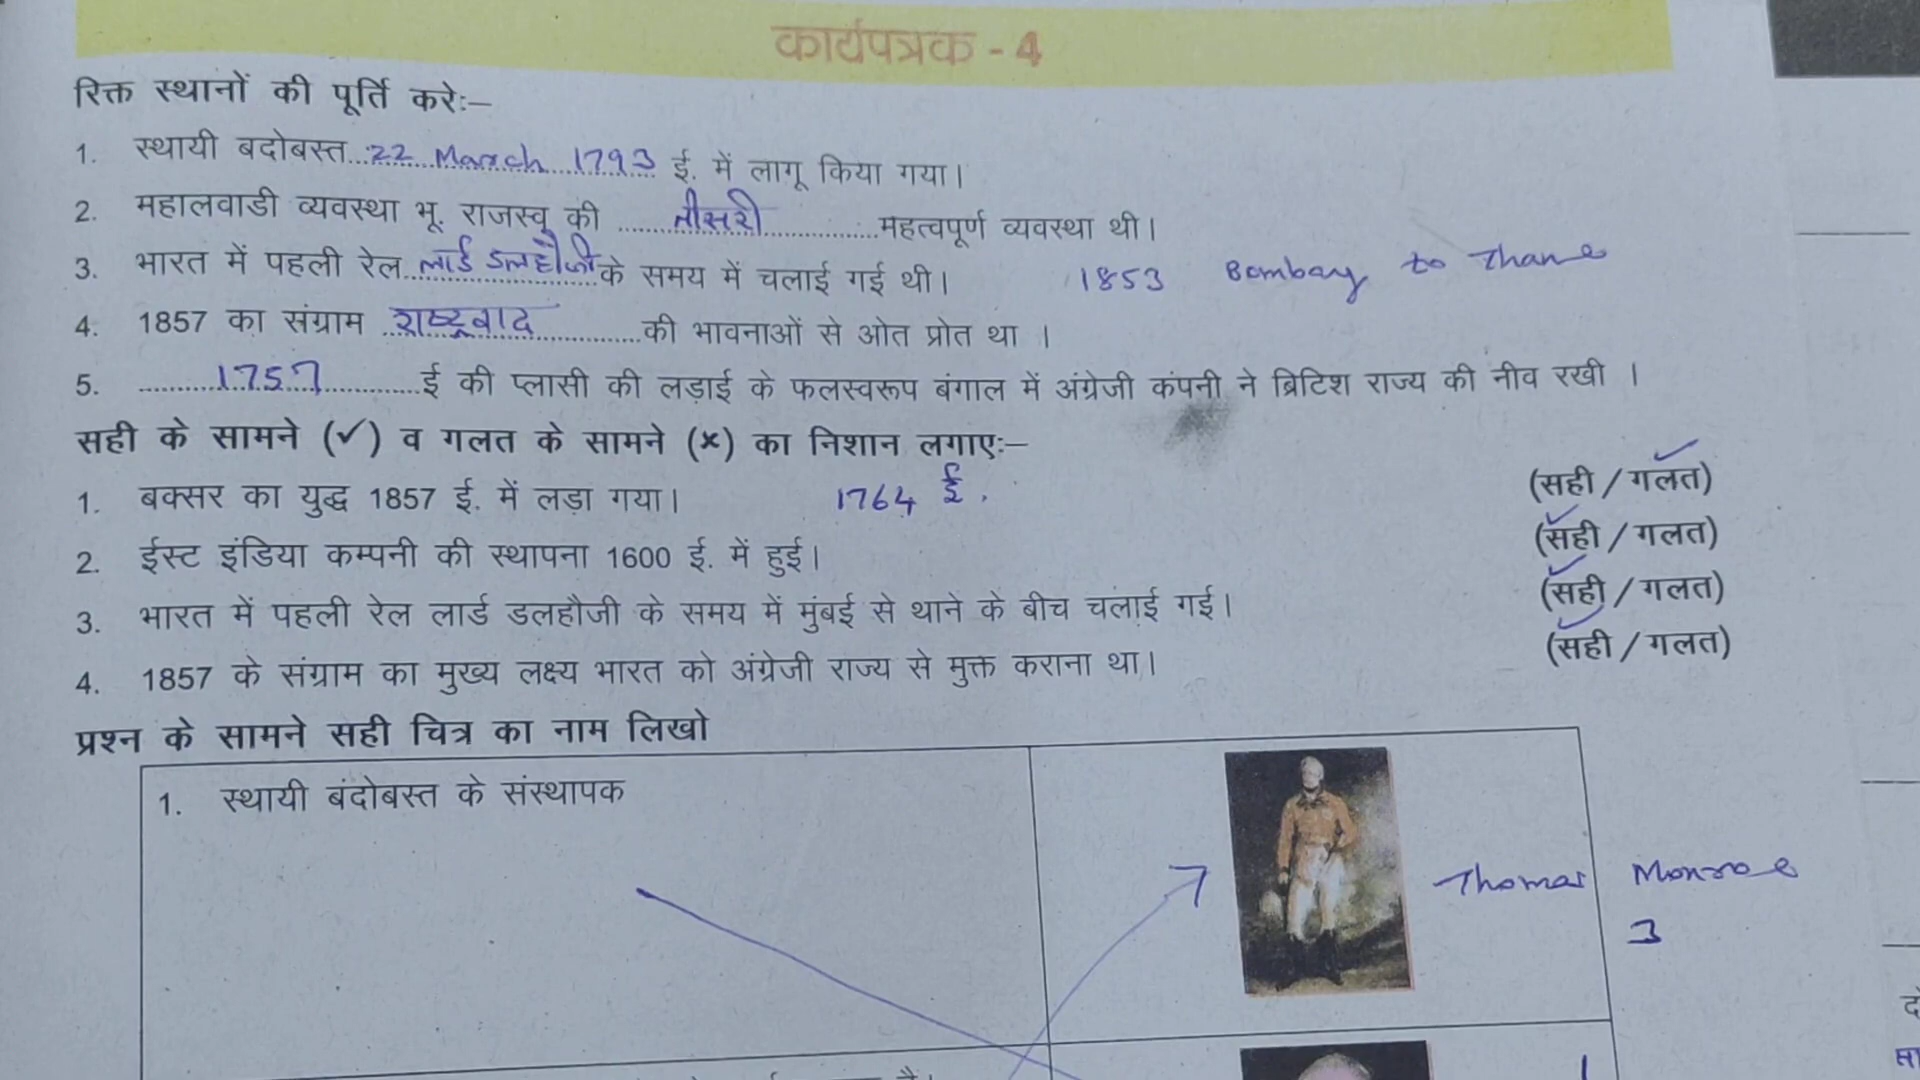 कार्यपत्रक - 4
रिक्त स्थानों की पूर्ति करेः–
1. स्थायी बदोबस्त 22 March 1793 ई. में लागू किया गया।
2. महालवाडी व्यवस्था भू. राजस्व की तीसरी महत्वपूर्ण व्यवस्था थी।
3. भारत में पहली रेल लार्ड डलहौजी के समय में चलाई गई थी। 1853 Bombay to Thane
4. 1857 का संग्राम राष्ट्रवाद की भावनाओं से ओत प्रोत था ।
5. 1757 ई की प्लासी की लड़ाई के फलस्वरूप बंगाल में अंग्रेजी कंपनी ने ब्रिटिश राज्य की नीव रखी ।
सही के सामने (✓) व गलत के सामने (×) का निशान लगाएः–
1. बक्सर का युद्ध 1857 ई. में लड़ा गया। 1764 ई. (सही / गलत)
2. ईस्ट इंडिया कम्पनी की स्थापना 1600 ई. में हुई। (सही / गलत)
3. भारत में पहली रेल लार्ड डलहौजी के समय में मुंबई से थाने के बीच चलाई गई। (सही / गलत)
4. 1857 के संग्राम का मुख्य लक्ष्य भारत को अंग्रेजी राज्य से मुक्त कराना था। (सही / गलत)
प्रश्न के सामने सही चित्र का नाम लिखो
1. स्थायी बंदोबस्त के संस्थापक
Thomas Monroe
3